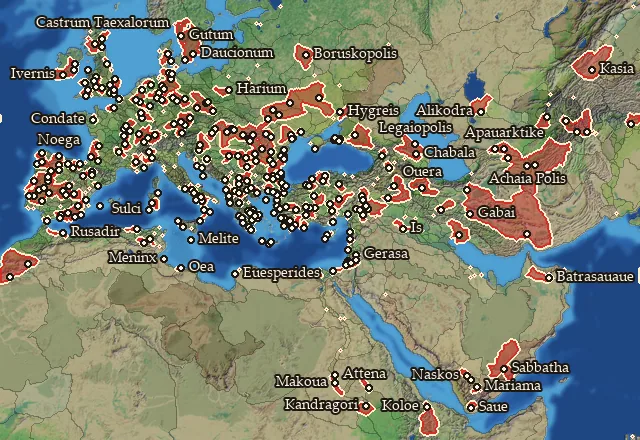 Castrum Taexalorum
Gutum
Daucionum
Boruskopolis
Ivernis
Kasia
Harium
Condate
Hygreis
Alikodra
Legaiopolis
Apauarktike
Noega
Chabala
Achaia Polis
Ouera
Sulci
Gabai
Rusadir
Is
Melite
Meninx
Gerasa
Oea
Euesperides
Batrasauaue
Sabbatha
Attena
Naskos
Makoua
Mariama
Kandragori
Koloe
Saue